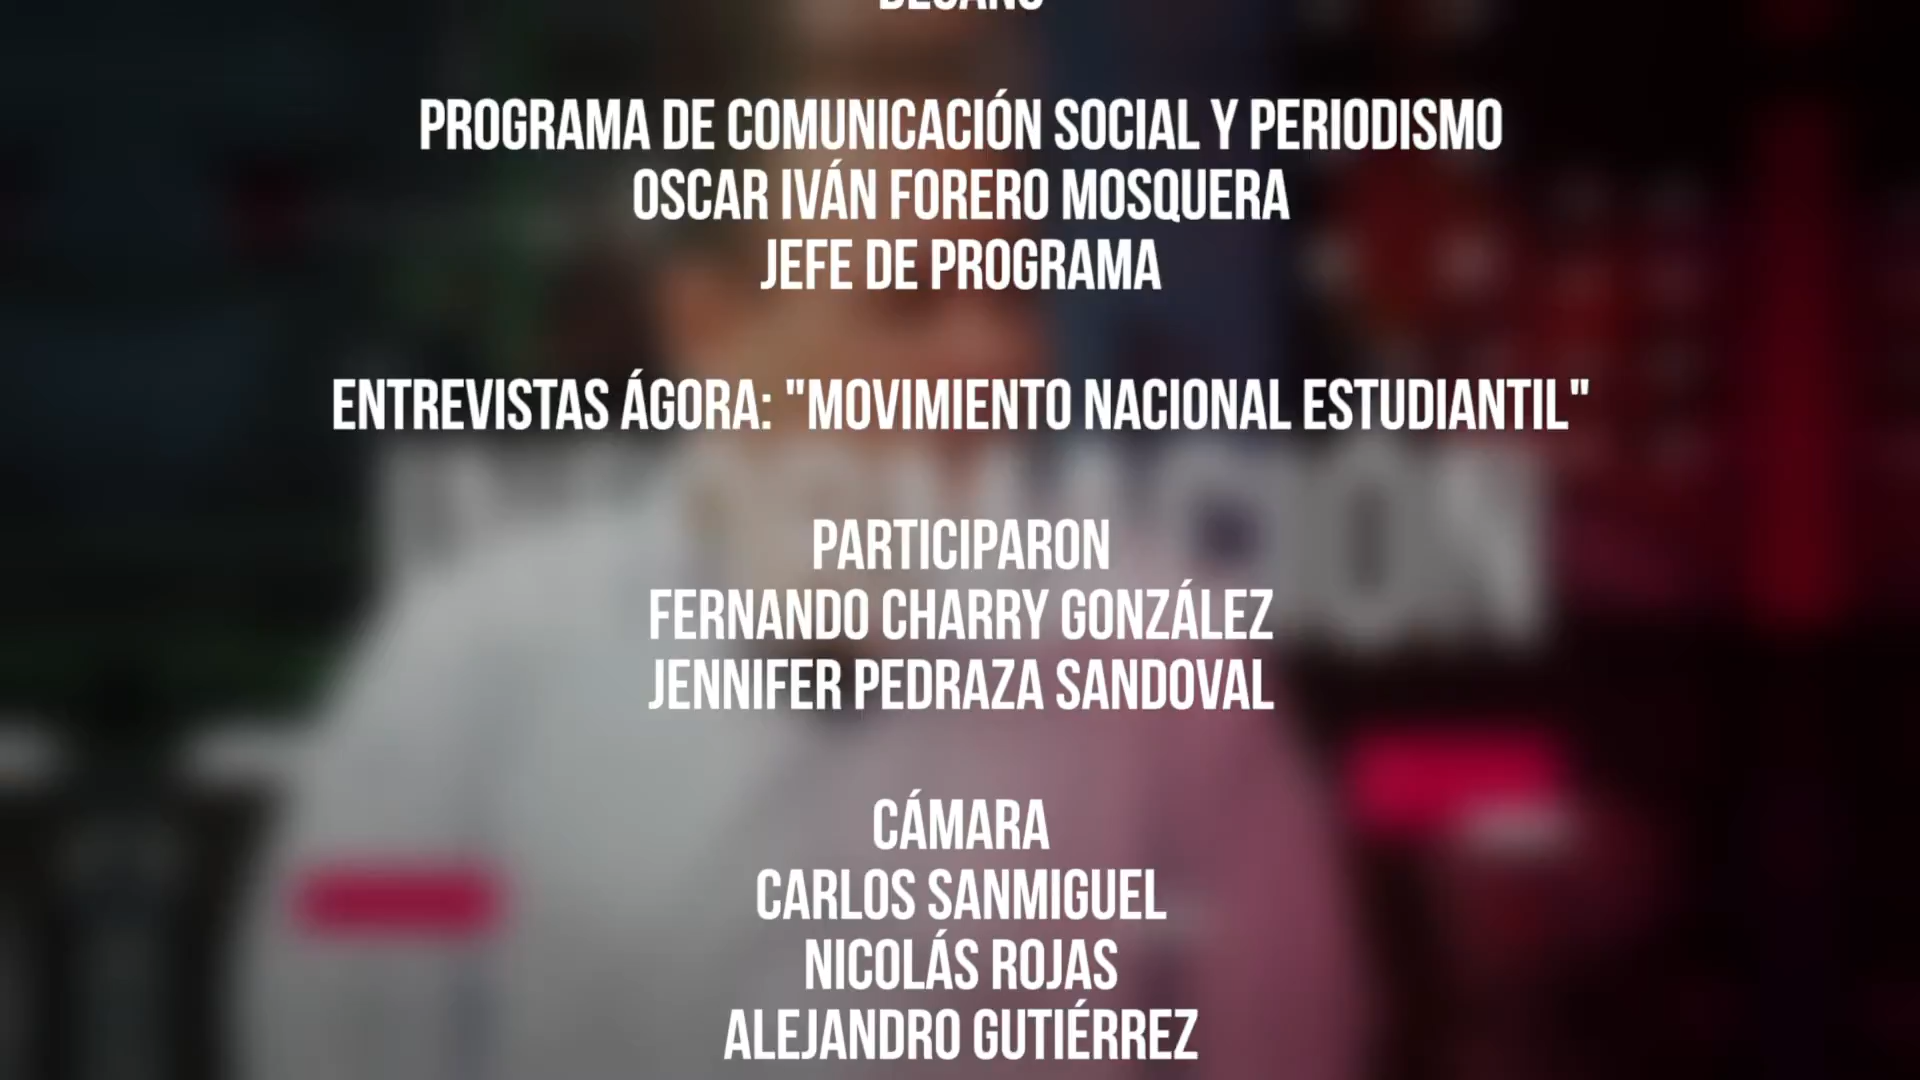 DECANO
PROGRAMA DE COMUNICACIÓN SOCIAL Y PERIODISMO
OSCAR IVÁN FORERO MOSQUERA
JEFE DE PROGRAMA
ENTREVISTAS ÁGORA: "MOVIMIENTO NACIONAL ESTUDIANTIL"
PARTICIPARON
FERNANDO CHARRY GONZÁLEZ
JENNIFER PEDRAZA SANDOVAL
CÁMARA
CARLOS SANMIGUEL
NICOLÁS ROJAS
ALEJANDRO GUTIÉRREZ